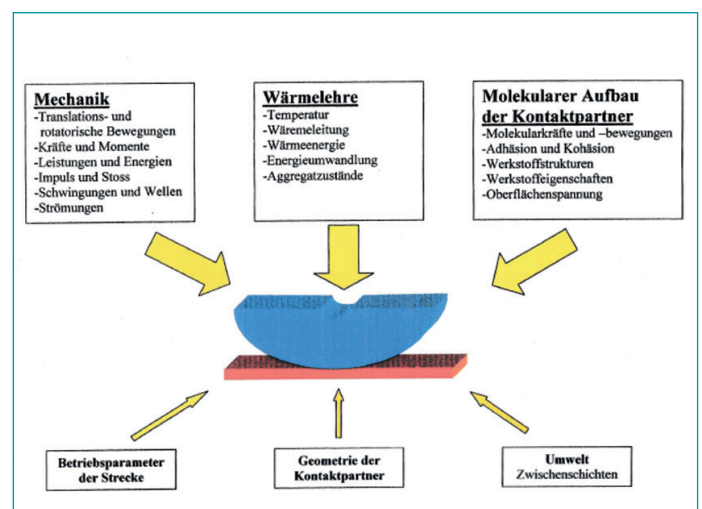 Mechanik
-Translations- und
rotatorische Bewegungen
-Kräfte und Momente
-Leistungen und Energien
-Impuls und Stoss
-Schwingungen und Wellen
-Strömungen
Wärmelehre
-Temperatur
-Wäremeleitung
-Wärmeenergie
-Energieumwandlung
-Aggregatzustände
Molekularer Aufbau
der Kontaktpartner
-Molekularkräfte und –bewegungen
-Adhäsion und Kohäsion
-Werkstoffstrukturen
-Werkstoffeigenschaften
-Oberflächenspannung
Betriebsparameter
der Strecke
Geometrie der
Kontaktpartner
Umwelt
Zwischenschichten